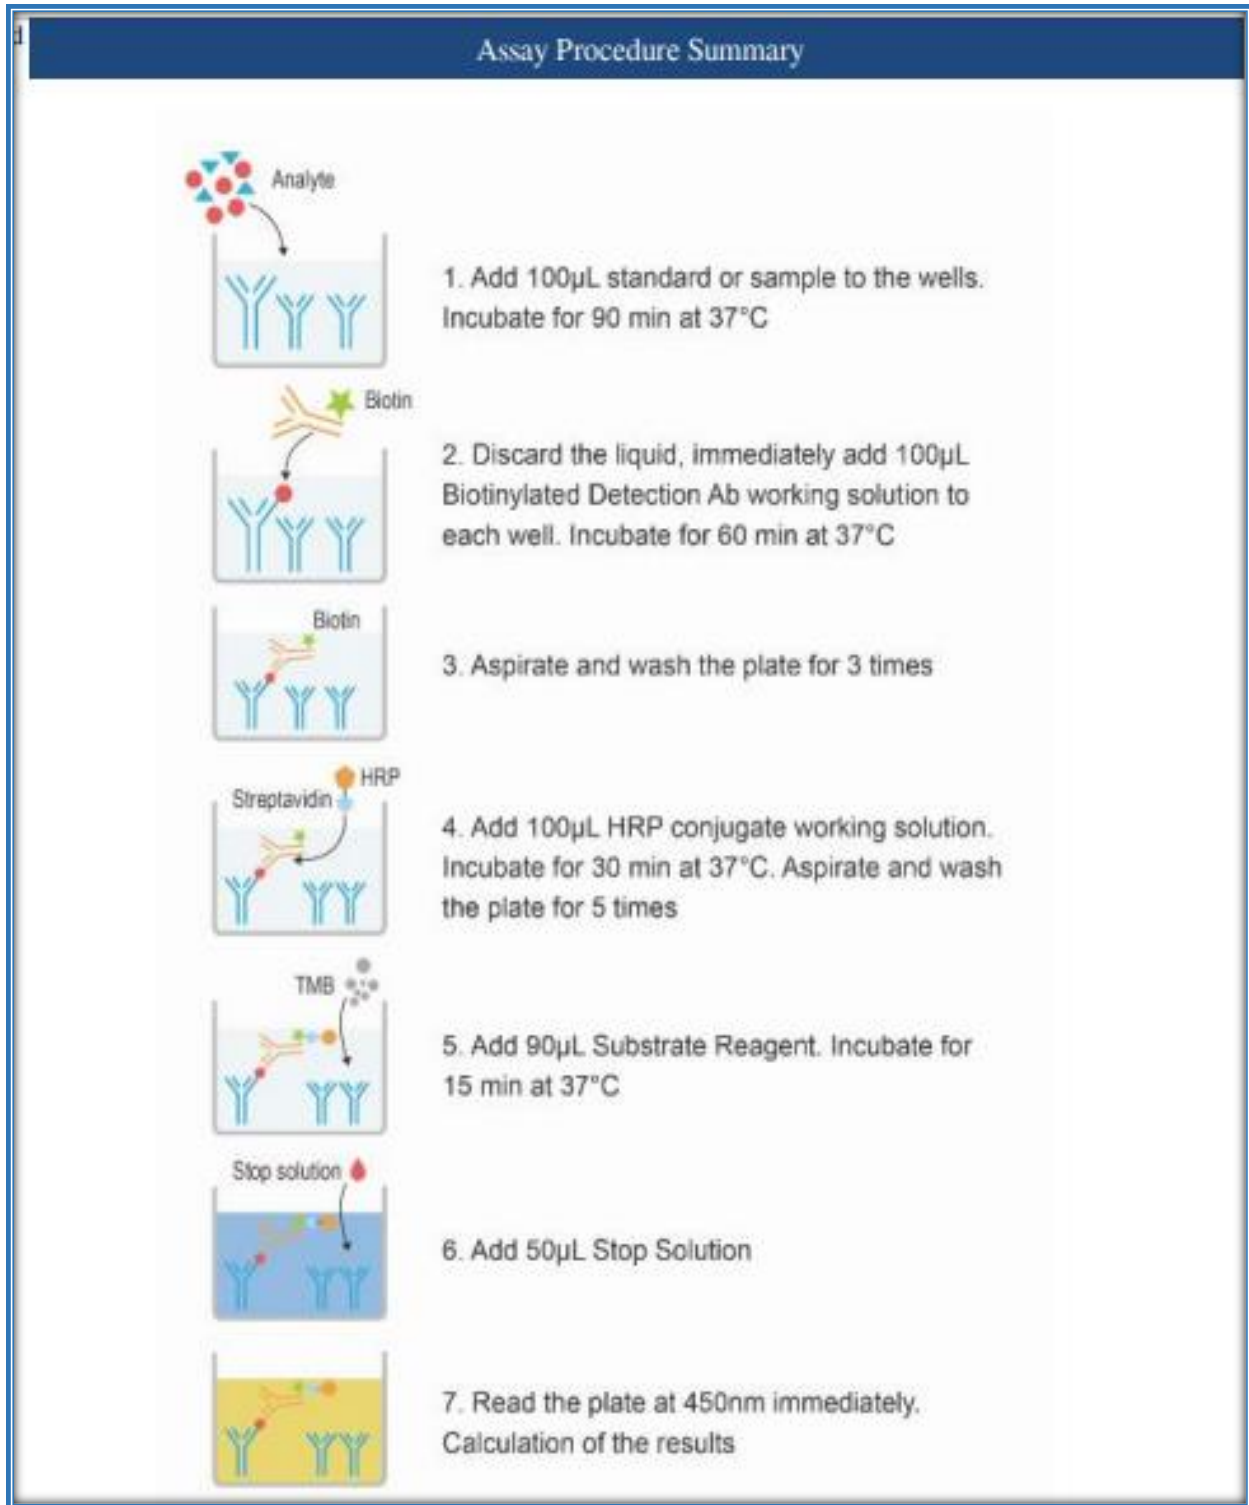 d
Assay Procedure Summary
Analyte
1. Add 100µL standard or sample to the wells.
Incubate for 90 min at 37°C
Biotin
2. Discard the liquid, immediately add 100µL
Biotinylated Detection Ab working solution to
each well. Incubate for 60 min at 37°C
Biotin
3. Aspirate and wash the plate for 3 times
HRP
Streptavidin
4. Add 100µL HRP conjugate working solution.
Incubate for 30 min at 37°C. Aspirate and wash
the plate for 5 times
TMB
5. Add 90µL Substrate Reagent. Incubate for
15 min at 37°C
Stop solution
6. Add 50µL Stop Solution
7. Read the plate at 450nm immediately.
Calculation of the results